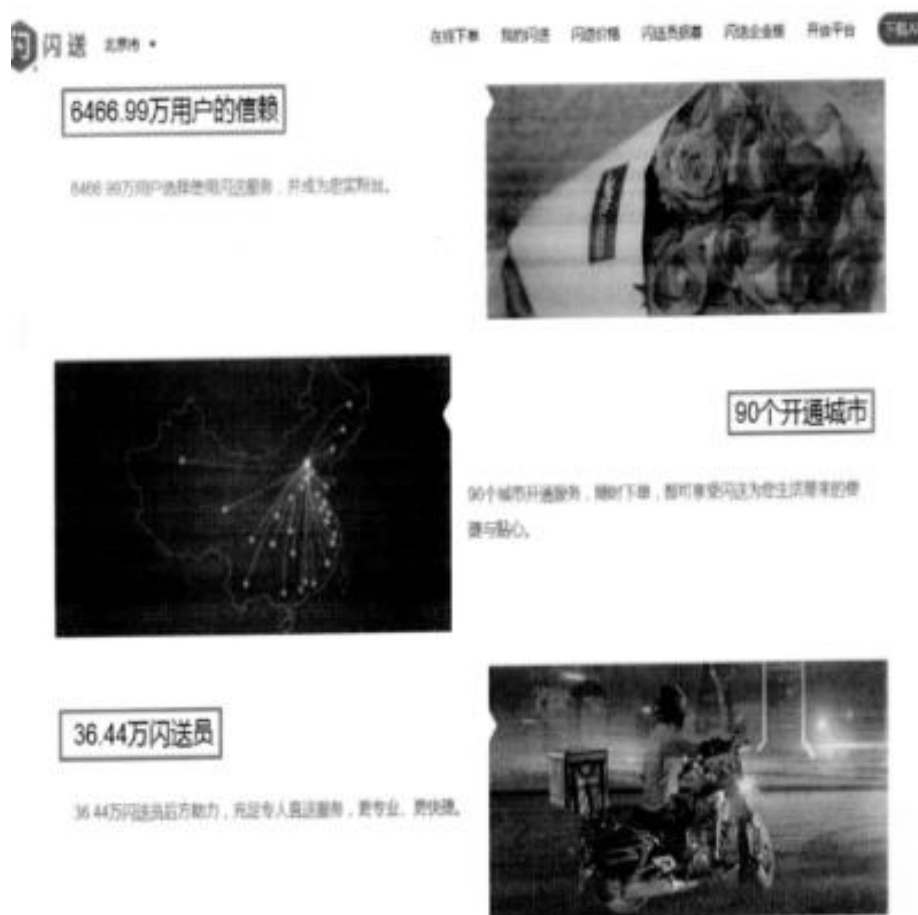 闪送 北京市
在线下单 我的闪送 闪送价格 闪送员招募 闪送企业版 开放平台 下载
6466.99万用户的信赖
6466.99万用户选择使用闪送服务，并成为忠实粉丝。
90个开通城市
90个城市开通服务，随时下单，都可享受闪送为您生活带来的便
捷与贴心。
36.44万闪送员
36.44万闪送员后方助力，充足专人直送服务，更专业、更快捷。